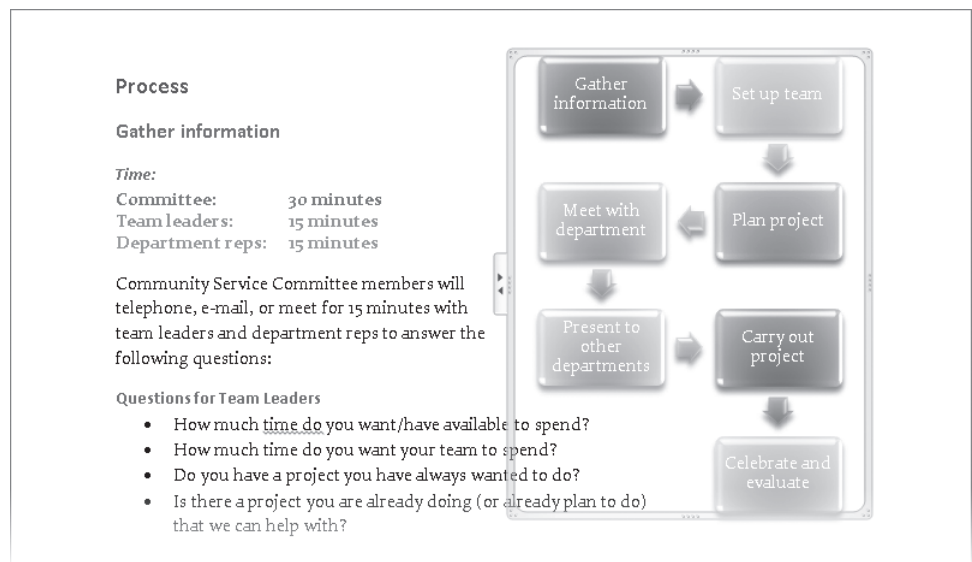 Process
Gather information
Time:
Committee: 30 minutes
Team leaders: 15 minutes
Department reps: 15 minutes
Community Service Committee members will
telephone, e-mail, or meet for 15 minutes with
team leaders and department reps to answer the
following questions:
Questions for Team Leaders
• How much time do you want/have available to spend?
• How much time do you want your team to spend?
• Do you have a project you have always wanted to do?
• Is there a project you are already doing (or already plan to do)
that we can help with?
Gather
information
Set up team
Plan project
Meet with
department
Present to
other
departments
Carry out
project
Celebrate and
evaluate